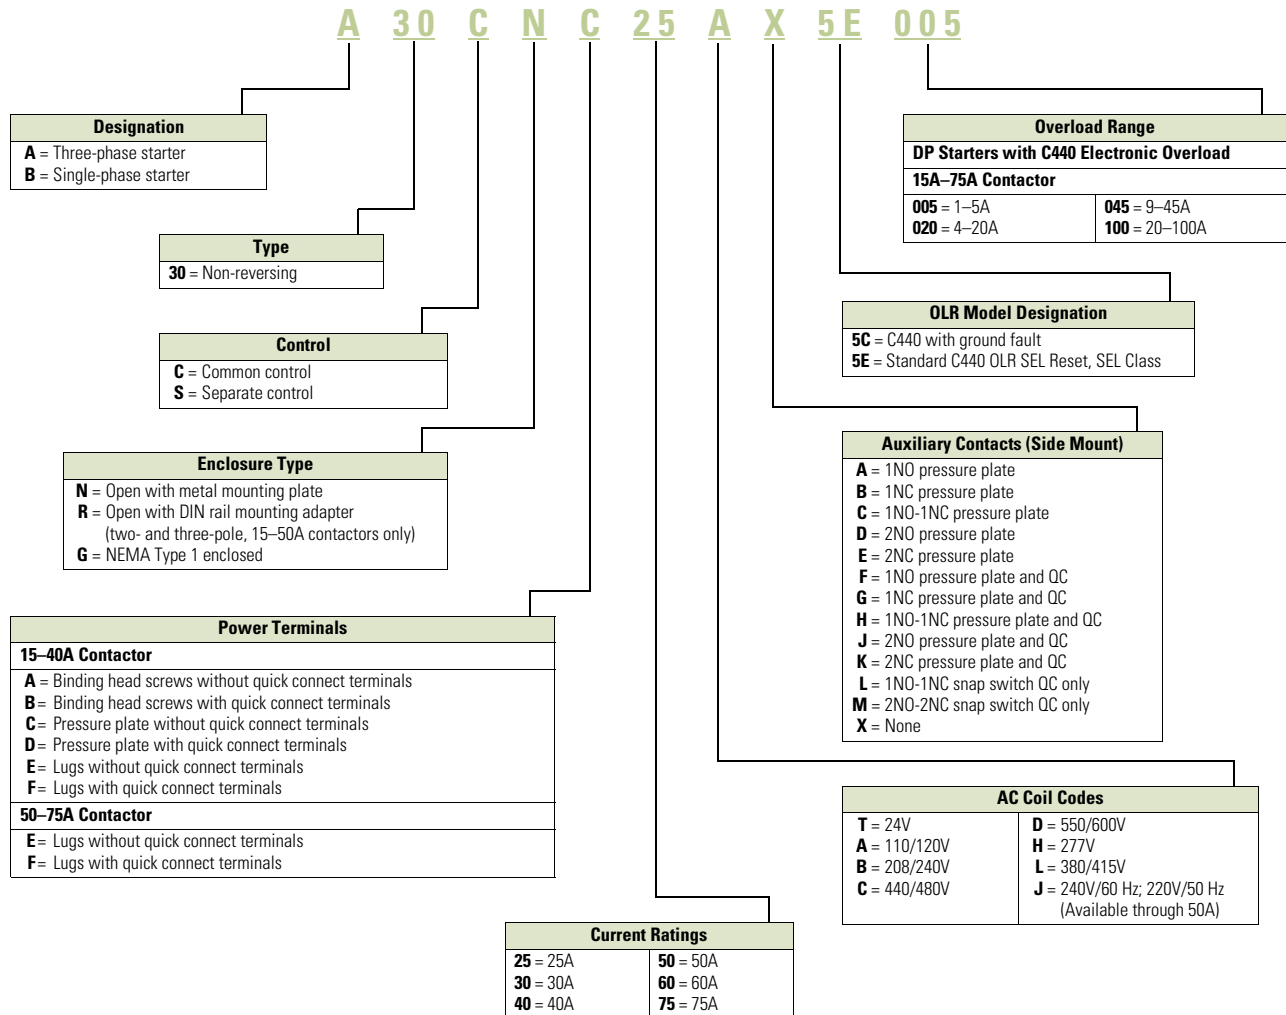 A 30 C N C 25 A X 5E 005
Designation
A = Three-phase starter
B = Single-phase starter
Type
30 = Non-reversing
Control
C = Common control
S = Separate control
Enclosure Type
N = Open with metal mounting plate
R = Open with DIN rail mounting adapter
(two- and three-pole, 15–50A contactors only)
G = NEMA Type 1 enclosed
Power Terminals
15–40A Contactor
A = Binding head screws without quick connect terminals
B = Binding head screws with quick connect terminals
C = Pressure plate without quick connect terminals
D = Pressure plate with quick connect terminals
E = Lugs without quick connect terminals
F = Lugs with quick connect terminals
50–75A Contactor
E = Lugs without quick connect terminals
F = Lugs with quick connect terminals
Current Ratings
25 = 25A
30 = 30A
40 = 40A
50 = 50A
60 = 60A
75 = 75A
AC Coil Codes
T = 24V
A = 110/120V
B = 208/240V
C = 440/480V
D = 550/600V
H = 277V
L = 380/415V
J = 240V/60 Hz; 220V/50 Hz
(Available through 50A)
Auxiliary Contacts (Side Mount)
A = 1NO pressure plate
B = 1NC pressure plate
C = 1NO-1NC pressure plate
D = 2NO pressure plate
E = 2NC pressure plate
F = 1NO pressure plate and QC
G = 1NC pressure plate and QC
H = 1NO-1NC pressure plate and QC
J = 2NO pressure plate and QC
K = 2NC pressure plate and QC
L = 1NO-1NC snap switch QC only
M = 2NO-2NC snap switch QC only
X = None
OLR Model Designation
5C = C440 with ground fault
5E = Standard C440 OLR SEL Reset, SEL Class
Overload Range
DP Starters with C440 Electronic Overload
15A–75A Contactor
005 = 1–5A
020 = 4–20A
045 = 9–45A
100 = 20–100A